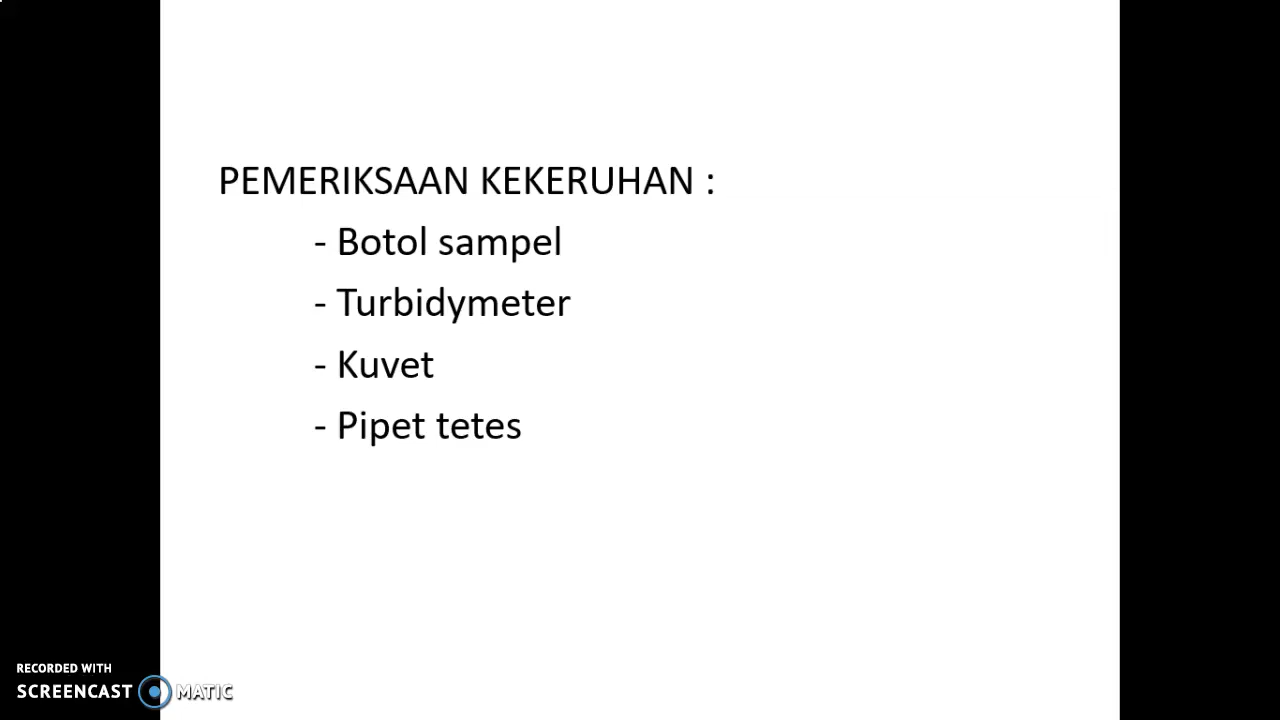 PEMERIKSAAN KEKERUHAN :
- Botol sampel
- Turbidymeter
- Kuvet
- Pipet tetes
RECORDED WITH
SCREENCAST MATIC